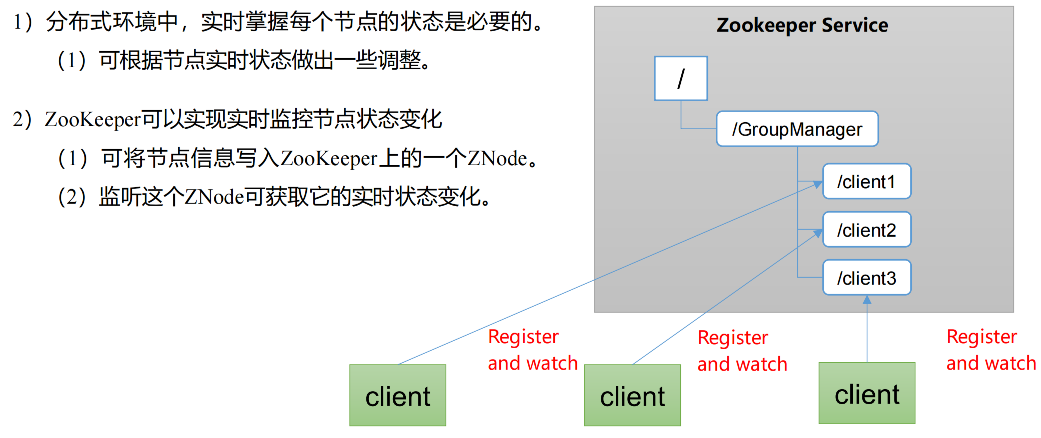 1）分布式环境中，实时掌握每个节点的状态是必要的。
（1）可根据节点实时状态做出一些调整。
2）ZooKeeper可以实现实时监控节点状态变化
（1）可将节点信息写入ZooKeeper上的一个ZNode。
（2）监听这个ZNode可获取它的实时状态变化。
Zookeeper Service
/
/GroupManager
/client1
/client2
/client3
Register
and watch
Register
and watch
Register
and watch
client
client
client